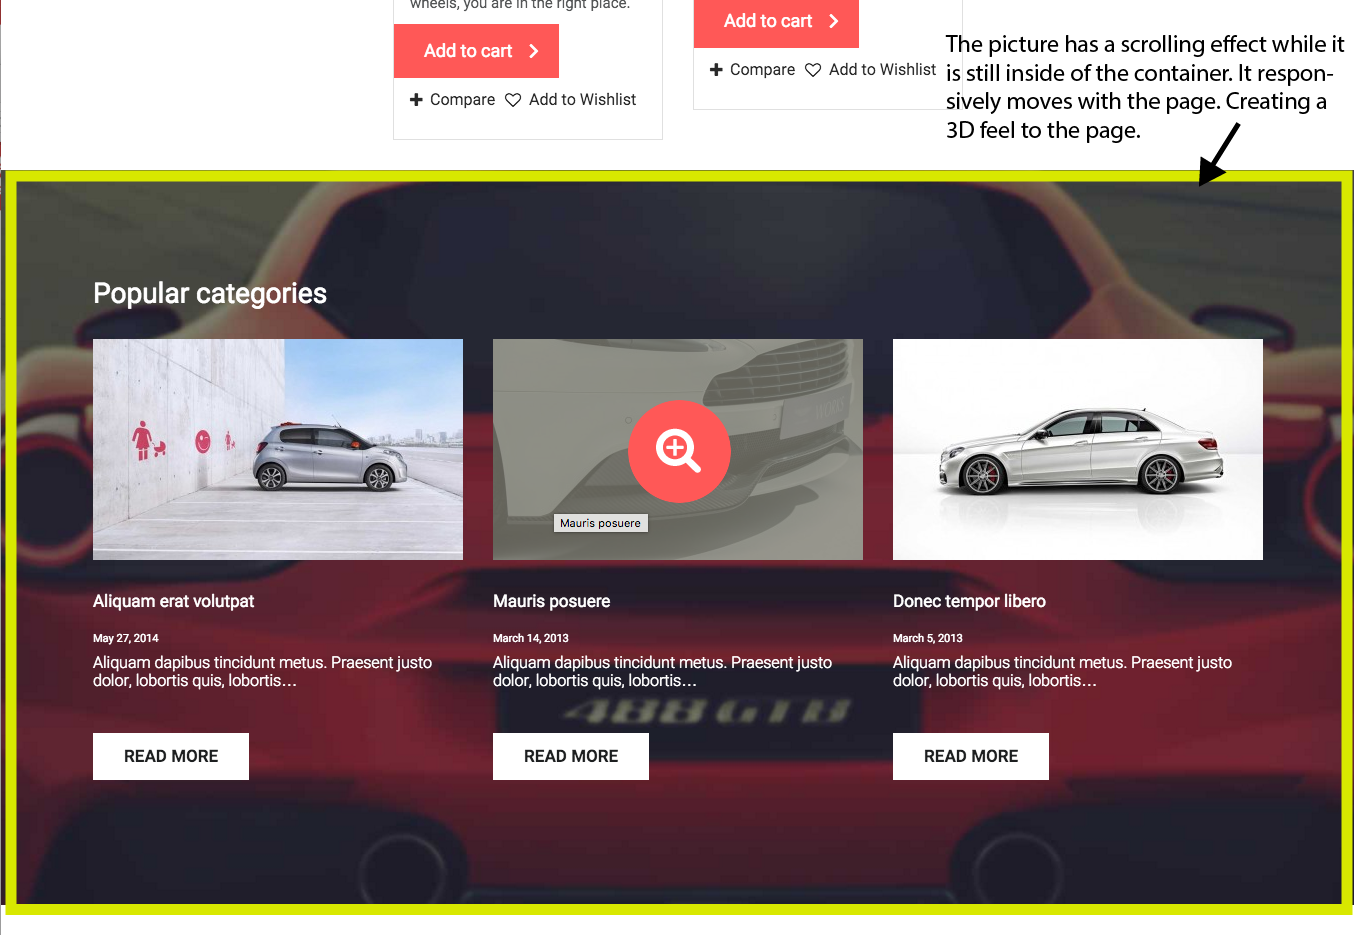 wheels, you are in the right place.
Add to cart
Compare Add to Wishlist
Add to cart
Compare Add to Wishlist
The picture has a scrolling effect while it
is still inside of the container. It respon-
sively moves with the page. Creating a
3D feel to the page.
Popular categories
Mauris posuere
Aliquam erat volutpat
May 27, 2014
Aliquam dapibus tincidunt metus. Praesent justo
dolor, lobortis quis, lobortis…
READ MORE
Mauris posuere
March 14, 2013
Aliquam dapibus tincidunt metus. Praesent justo
dolor, lobortis quis, lobortis…
488 GTB
READ MORE
Donec tempor libero
March 5, 2013
Aliquam dapibus tincidunt metus. Praesent justo
dolor, lobortis quis, lobortis…
READ MORE